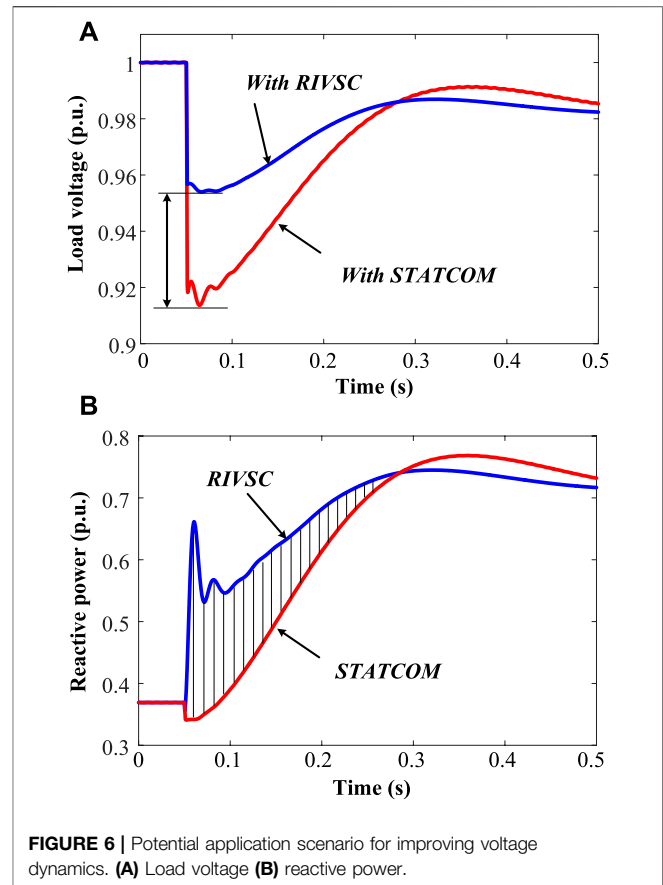 A
1
0.98
0.96
0.94
0.92
0.9
Load voltage (p.u.)
With RIVSC
With STATCOM
0
0.1
0.2
0.3
0.4
0.5
Time (s)
B
0.8
0.7
0.6
0.5
0.4
0.3
Reactive power (p.u.)
RIVSC
STATCOM
0
0.1
0.2
0.3
0.4
0.5
Time (s)
FIGURE 6 | Potential application scenario for improving voltage
dynamics. (A) Load voltage (B) reactive power.